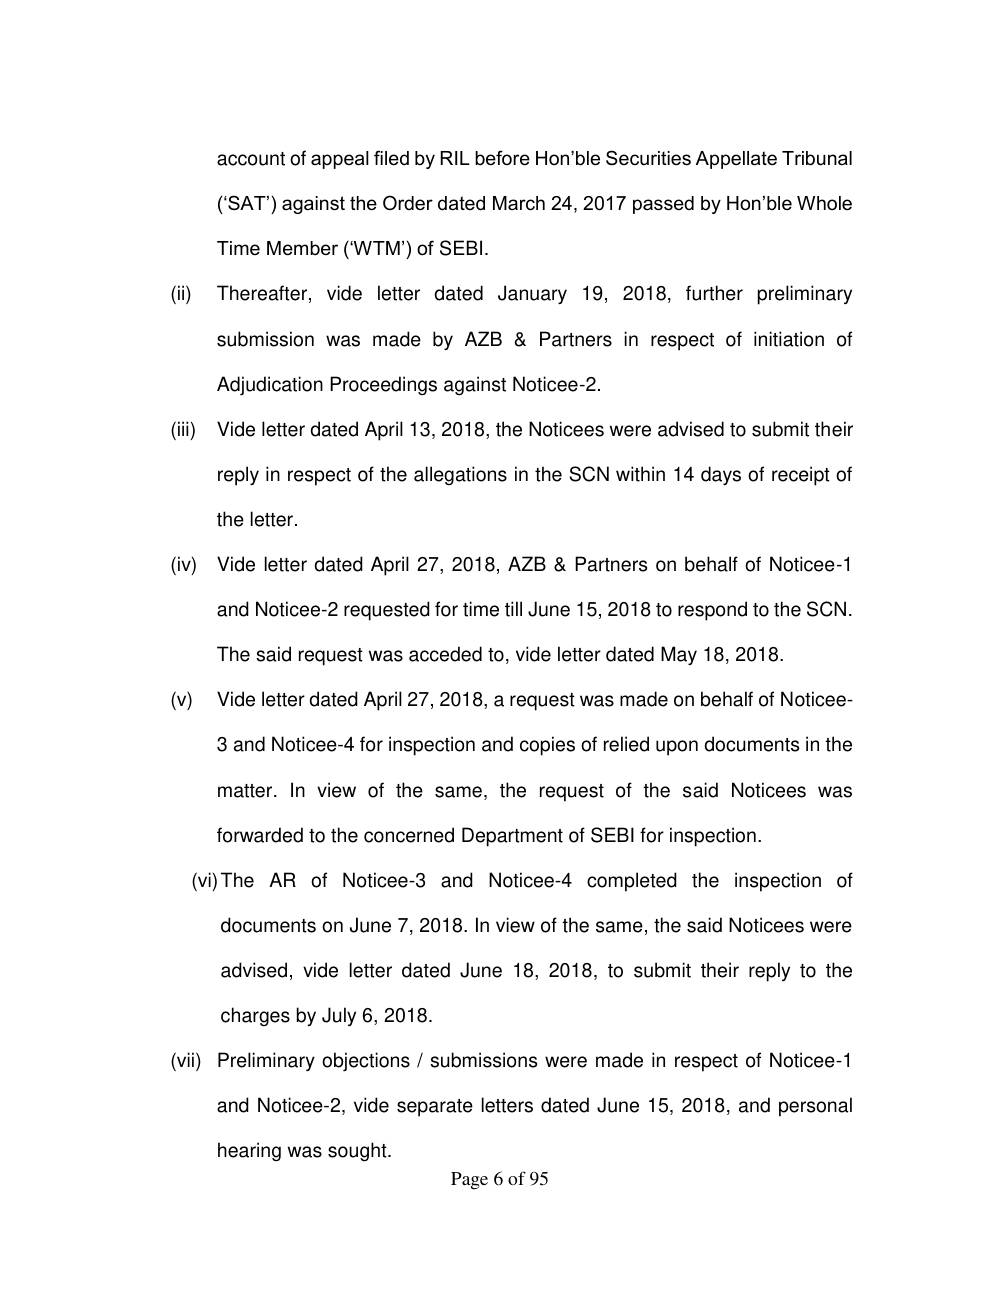 account of appeal filed by RIL before Hon’ble Securities Appellate Tribunal
(‘SAT’) against the Order dated March 24, 2017 passed by Hon’ble Whole
Time Member (‘WTM’) of SEBI.
(ii) Thereafter, vide letter dated January 19, 2018, further preliminary
submission was made by AZB & Partners in respect of initiation of
Adjudication Proceedings against Noticee-2.
(iii) Vide letter dated April 13, 2018, the Noticees were advised to submit their
reply in respect of the allegations in the SCN within 14 days of receipt of
the letter.
(iv) Vide letter dated April 27, 2018, AZB & Partners on behalf of Noticee-1
and Noticee-2 requested for time till June 15, 2018 to respond to the SCN.
The said request was acceded to, vide letter dated May 18, 2018.
(v) Vide letter dated April 27, 2018, a request was made on behalf of Noticee-
3 and Noticee-4 for inspection and copies of relied upon documents in the
matter. In view of the same, the request of the said Noticees was
forwarded to the concerned Department of SEBI for inspection.
(vi) The AR of Noticee-3 and Noticee-4 completed the inspection of
documents on June 7, 2018. In view of the same, the said Noticees were
advised, vide letter dated June 18, 2018, to submit their reply to the
charges by July 6, 2018.
(vii) Preliminary objections / submissions were made in respect of Noticee-1
and Noticee-2, vide separate letters dated June 15, 2018, and personal
hearing was sought.
Page 6 of 95